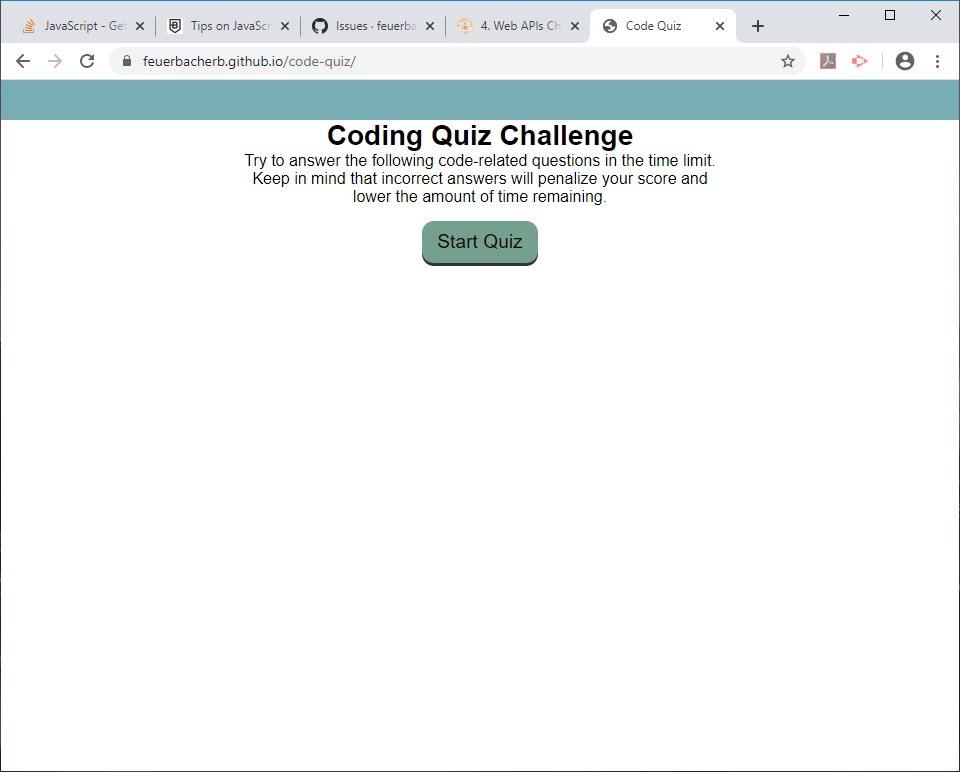 JavaScript - Get
Tips on JavaScr
Issues · feuerba
4. Web APIs Ch
Code Quiz
feuerbacherb.github.io/code-quiz/
Coding Quiz Challenge
Try to answer the following code-related questions in the time limit.
Keep in mind that incorrect answers will penalize your score and
lower the amount of time remaining.
Start Quiz